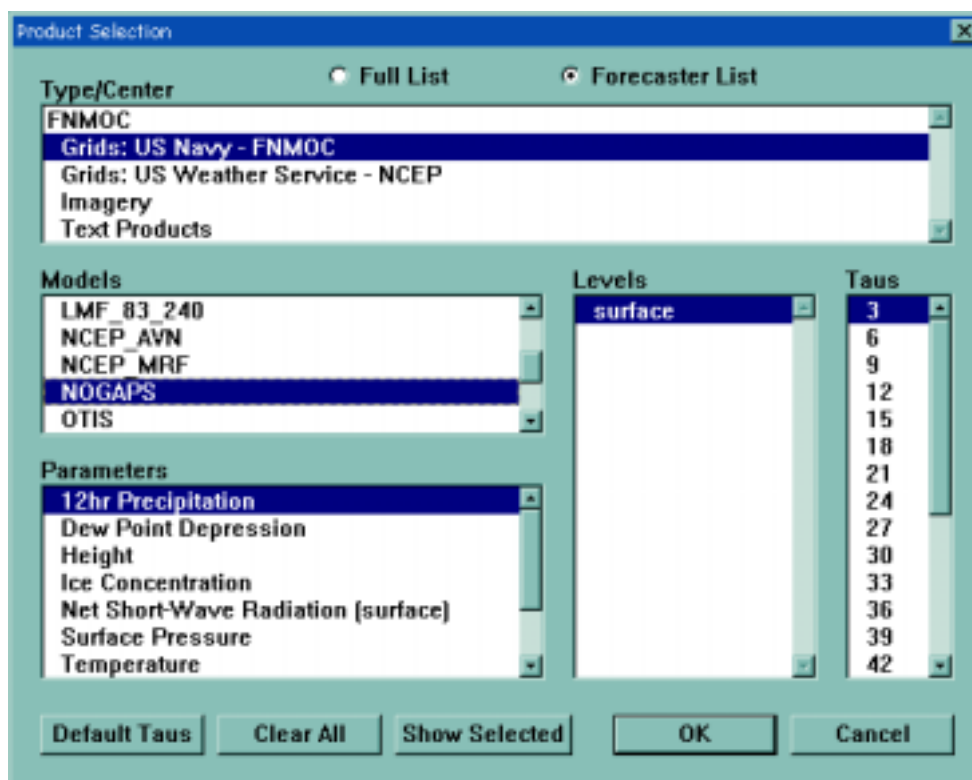 Product Selection
Full List
Forecaster List
Type/Center
FNMOC
Grids: US Navy - FNMOC
Grids: US Weather Service - NCEP
Imagery
Text Products
Models
LMF_83_240
NCEP_AVN
NCEP_MRF
NOGAPS
OTIS
Parameters
12hr Precipitation
Dew Point Depression
Height
Ice Concentration
Net Short-Wave Radiation (surface)
Surface Pressure
Temperature
Levels
surface
Taus
3
6
9
12
15
18
21
24
27
30
33
36
39
42
Default Taus
Clear All
Show Selected
OK
Cancel